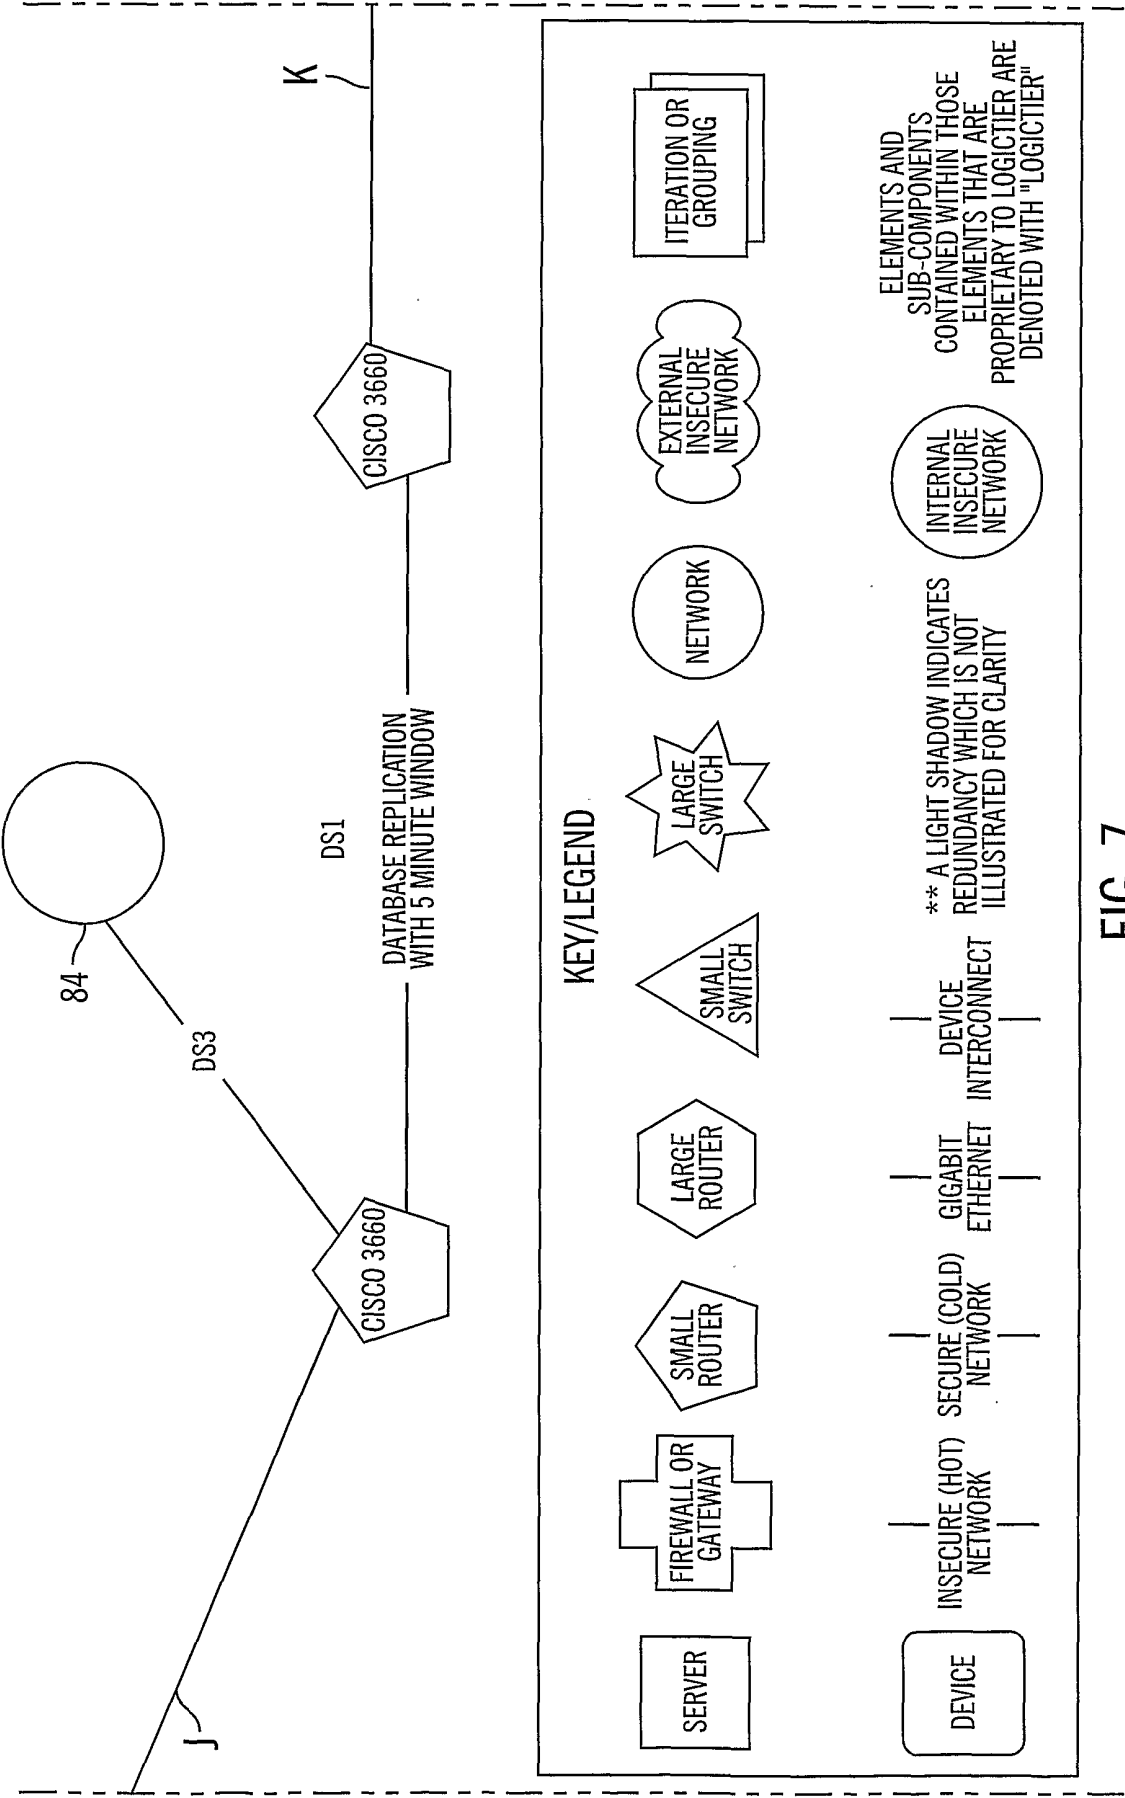 84
DS3
J
CISCO 3660
DS1
DATABASE REPLICATION
WITH 5 MINUTE WINDOW
CISCO 3660
K
KEY/LEGEND
SERVER
FIREWALL OR
GATEWAY
SMALL
ROUTER
LARGE
ROUTER
SMALL
SWITCH
LARGE
SWITCH
NETWORK
EXTERNAL
INSECURE
NETWORK
ITERATION OR
GROUPING
DEVICE
INSECURE (HOT)
NETWORK
SECURE (COLD)
NETWORK
GIGABIT
ETHERNET
DEVICE
INTERCONNECT
** A LIGHT SHADOW INDICATES
REDUNDANCY WHICH IS NOT
ILLUSTRATED FOR CLARITY
INTERNAL
INSECURE
NETWORK
ELEMENTS AND
SUB-COMPONENTS
CONTAINED WITHIN THOSE
ELEMENTS THAT ARE
PROPRIETARY TO LOGICTIER ARE
DENOTED WITH "LOGICTIER"
FIG. 7